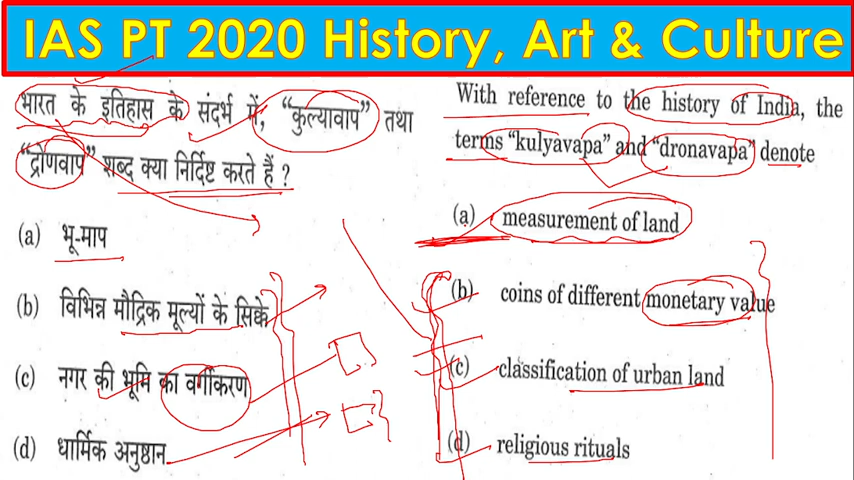 IAS PT 2020 History, Art & Culture
भारत के इतिहास के संदर्भ में, “कुल्यावाप” तथा
“द्रोणवाप” शब्द क्या निर्दिष्ट करते हैं ?
(a) भू-माप
(b) विभिन्न मौद्रिक मूल्यों के सिक्के
(c) नगर की भूमि का वर्गीकरण
(d) धार्मिक अनुष्ठान
With reference to the history of India, the
terms “kulyavapa” and “dronavapa” denote
(a) measurement of land
(b) coins of different monetary value
(c) classification of urban land
(d) religious rituals